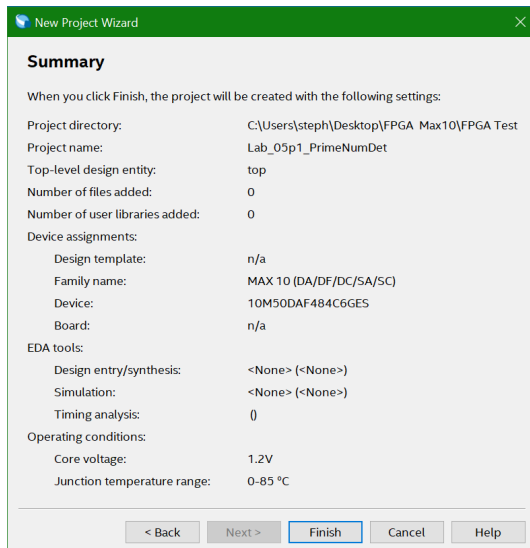 New Project Wizard
Summary
When you click Finish, the project will be created with the following settings:
Project directory: C:\Users\steph\Desktop\FPGA Max10\FPGA Test
Project name: Lab_05p1_PrimeNumDet
Top-level design entity: top
Number of files added: 0
Number of user libraries added: 0
Device assignments:
Design template: n/a
Family name: MAX 10 (DA/DF/DC/SA/SC)
Device: 10M50DAF484C6GES
Board: n/a
EDA tools:
Design entry/synthesis: <None> (<None>)
Simulation: <None> (<None>)
Timing analysis: ()
Operating conditions:
Core voltage: 1.2V
Junction temperature range: 0-85 ºC
< Back Next > Finish Cancel Help